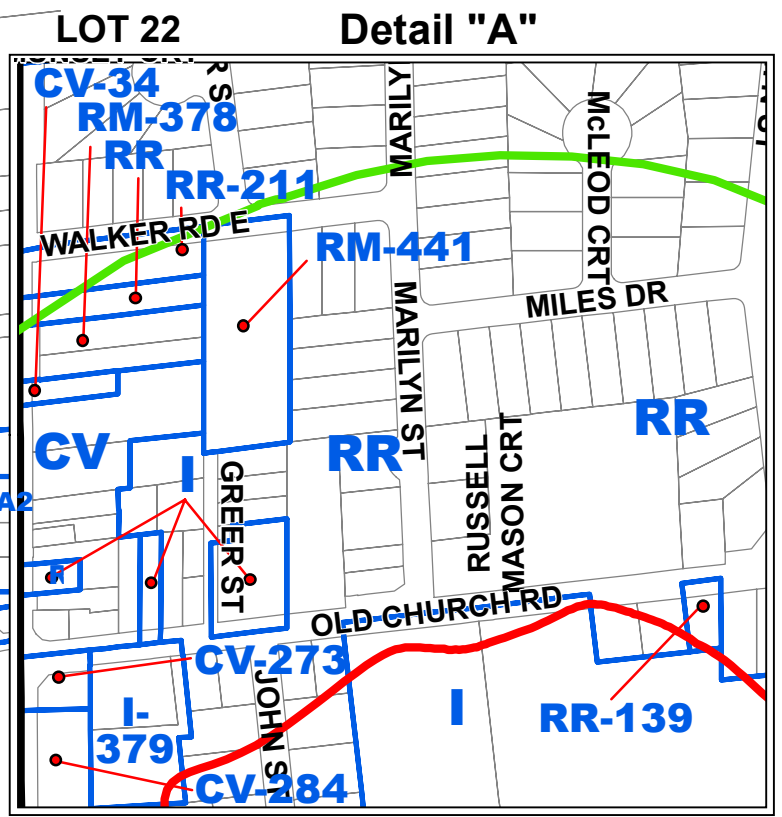 LOT 22
Detail "A"
CV-34
RM-378
RR
RR-211
WALKER RD E
RM-441
MARILY
McLEOD CRT
MILES DR
MARILYN ST
CV
I
RR
RR
A2
GREER ST
RUSSELL
MASON CRT
OLD CHURCH RD
CV-273
I-
379
JOHN ST
I
RR-139
CV-284